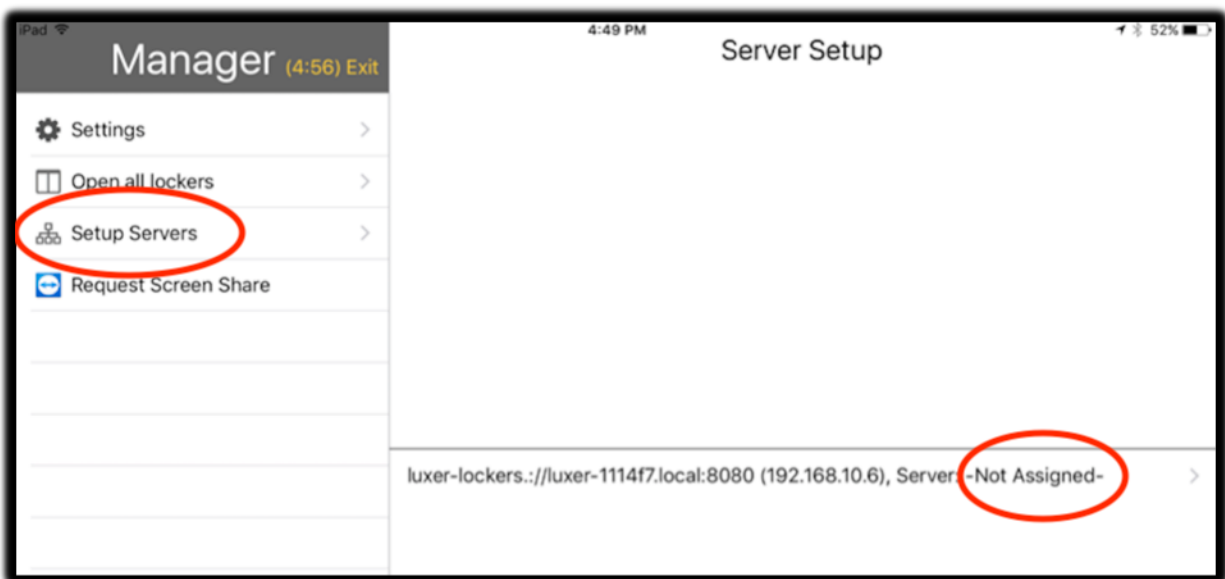 iPad
4:49 PM
52%
Manager (4:56) Exit
Server Setup
Settings
Open all lockers
Setup Servers
Request Screen Share
luxer-lockers.://luxer-1114f7.local:8080 (192.168.10.6), Server: -Not Assigned-